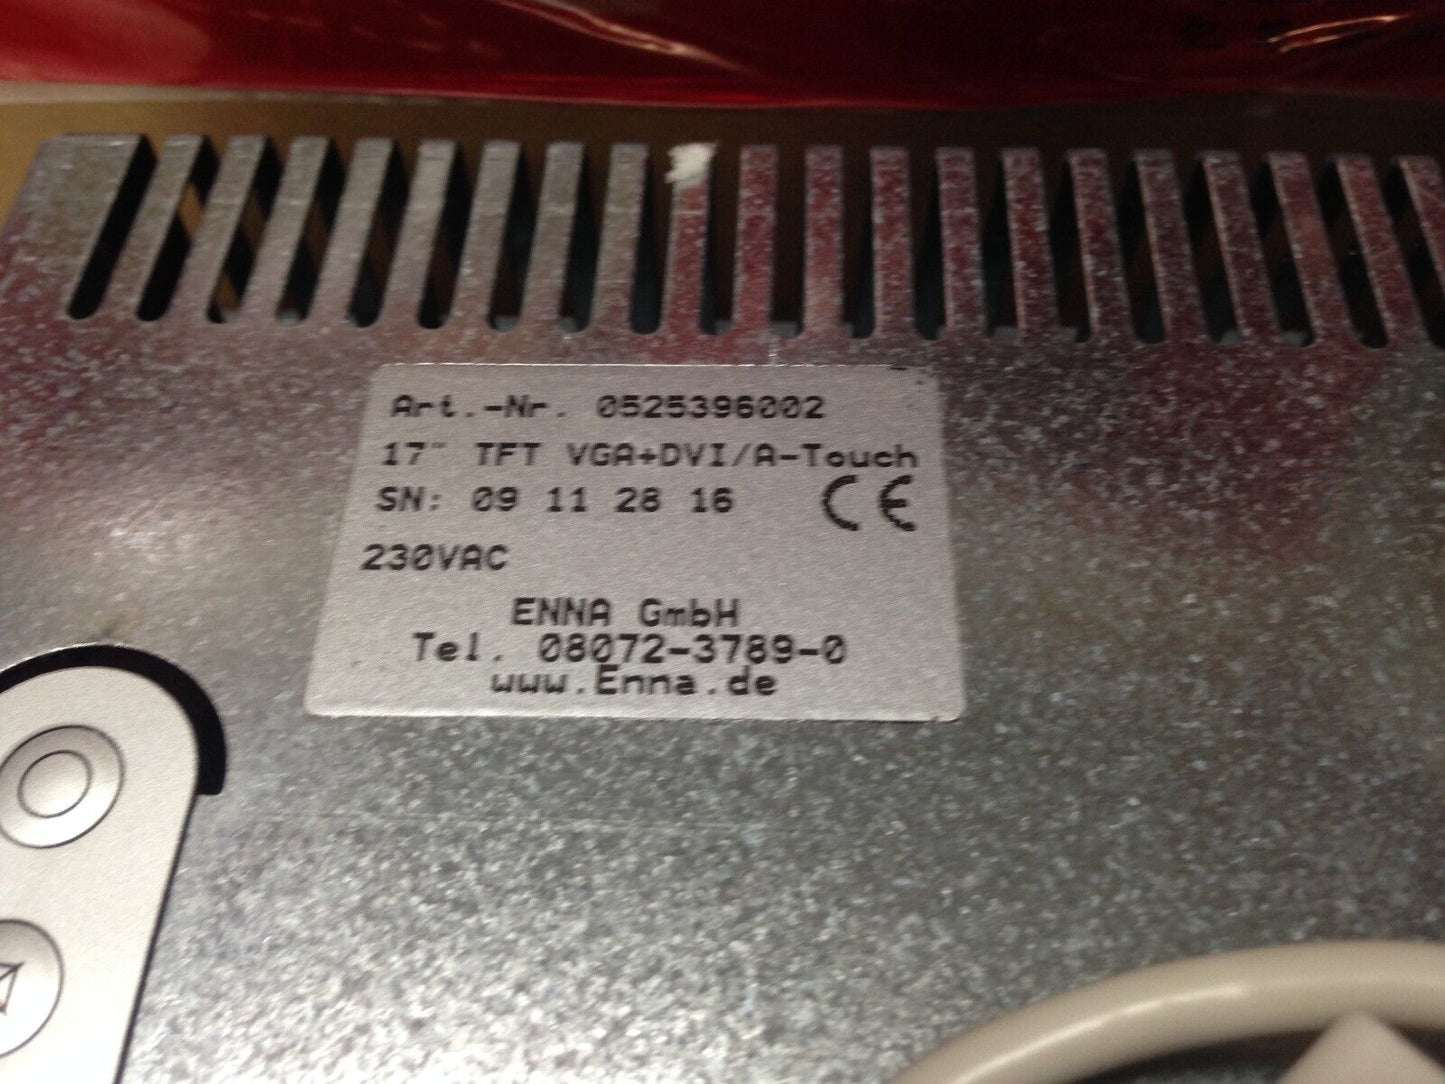 Art.-Nr. 0525396002
17" TFT VGA+DVI/A-Touch
SN: 09 11 28 16 CE
230VAC
ENNA GmbH
Tel. 08072-3789-0
www.Enna.de